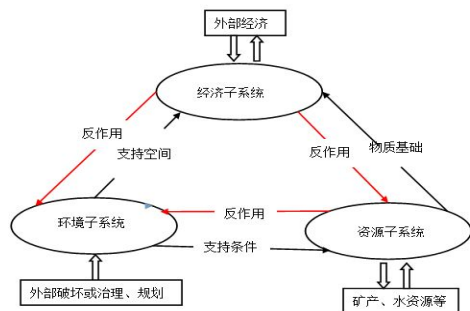 外部经济
经济子系统
反作用
支持空间
反作用
物质基础
环境子系统
反作用
支持条件
资源子系统
外部破坏或治理、规划
矿产、水资源等